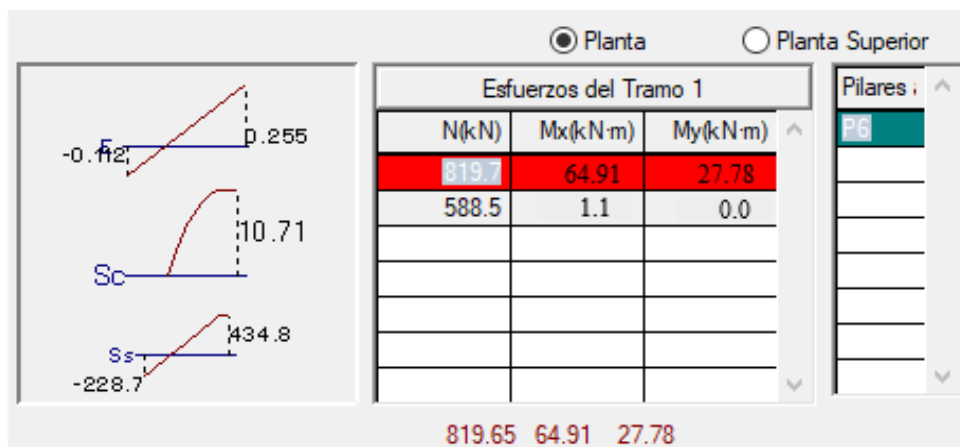 Planta Planta Superior
Esfuerzos del Tramo 1
N(kN) Mx(kN·m) My(kN·m)
819.7 64.91 27.78
588.5 1.1 0.0
Pilares
P6
-0.112 0.255
Sc 10.71
Ss 434.8
-228.7
819.65 64.91 27.78